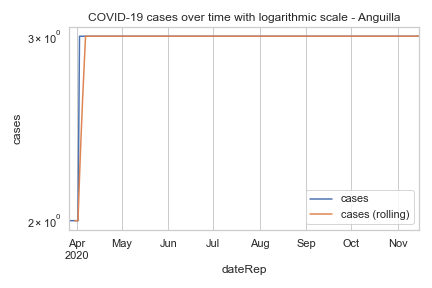 COVID-19 cases over time with logarithmic scale - Anguilla
3 × 10⁰
cases
2 × 10⁰
cases
cases (rolling)
Apr May Jun Jul Aug Sep Oct Nov
2020
dateRep